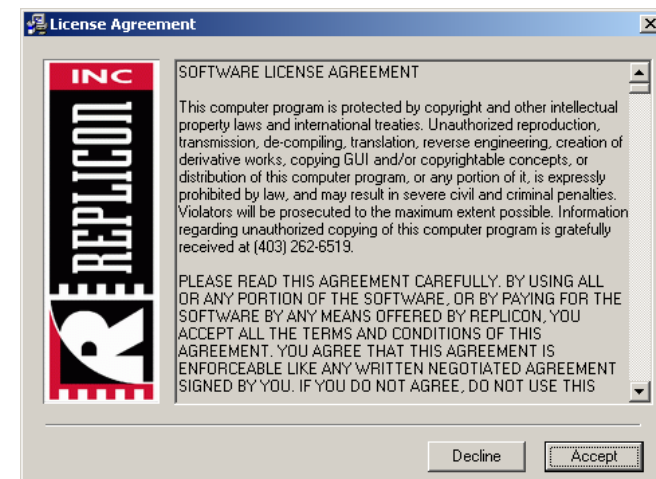 License Agreement
INC
REPLICON
R
SOFTWARE LICENSE AGREEMENT
This computer program is protected by copyright and other intellectual
property laws and international treaties. Unauthorized reproduction,
transmission, de-compiling, translation, reverse engineering, creation of
derivative works, copying GUI and/or copyrightable concepts, or
distribution of this computer program, or any portion of it, is expressly
prohibited by law, and may result in severe civil and criminal penalties.
Violators will be prosecuted to the maximum extent possible. Information
regarding unauthorized copying of this computer program is gratefully
received at (403) 262-6519.
PLEASE READ THIS AGREEMENT CAREFULLY. BY USING ALL
OR ANY PORTION OF THE SOFTWARE, OR BY PAYING FOR THE
SOFTWARE BY ANY MEANS OFFERED BY REPLICON, YOU
ACCEPT ALL THE TERMS AND CONDITIONS OF THIS
AGREEMENT. YOU AGREE THAT THIS AGREEMENT IS
ENFORCEABLE LIKE ANY WRITTEN NEGOTIATED AGREEMENT
SIGNED BY YOU. IF YOU DO NOT AGREE, DO NOT USE THIS
Decline
Accept